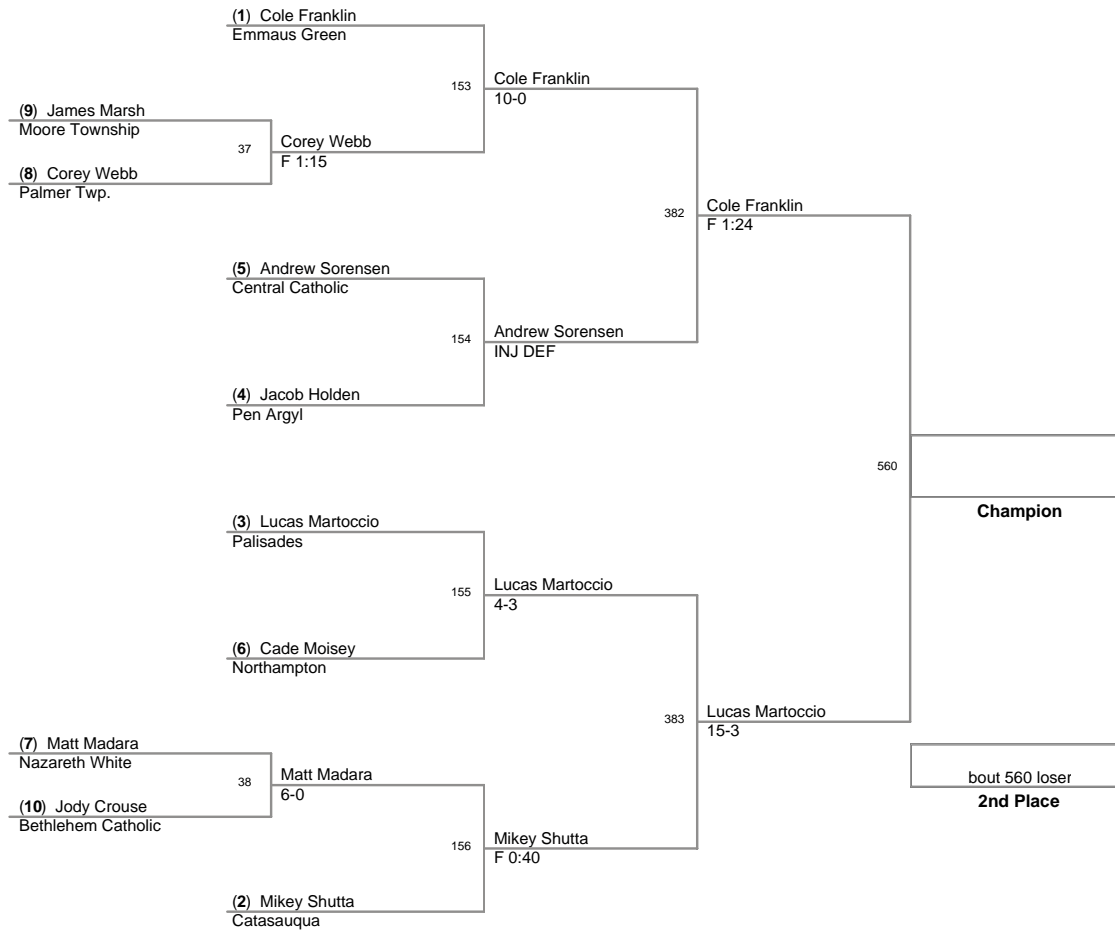 (1) Cole Franklin
Emmaus Green
153
Cole Franklin
10-0
(9) James Marsh
Moore Township
37
Corey Webb
F 1:15
(8) Corey Webb
Palmer Twp.
382
Cole Franklin
F 1:24
(5) Andrew Sorensen
Central Catholic
154
Andrew Sorensen
INJ DEF
(4) Jacob Holden
Pen Argyl
560
Champion
(3) Lucas Martoccio
Palisades
155
Lucas Martoccio
4-3
(6) Cade Moisey
Northampton
383
Lucas Martoccio
15-3
(7) Matt Madara
Nazareth White
38
Matt Madara
6-0
(10) Jody Crouse
Bethlehem Catholic
bout 560 loser
2nd Place
156
Mikey Shutta
F 0:40
(2) Mikey Shutta
Catasauqua